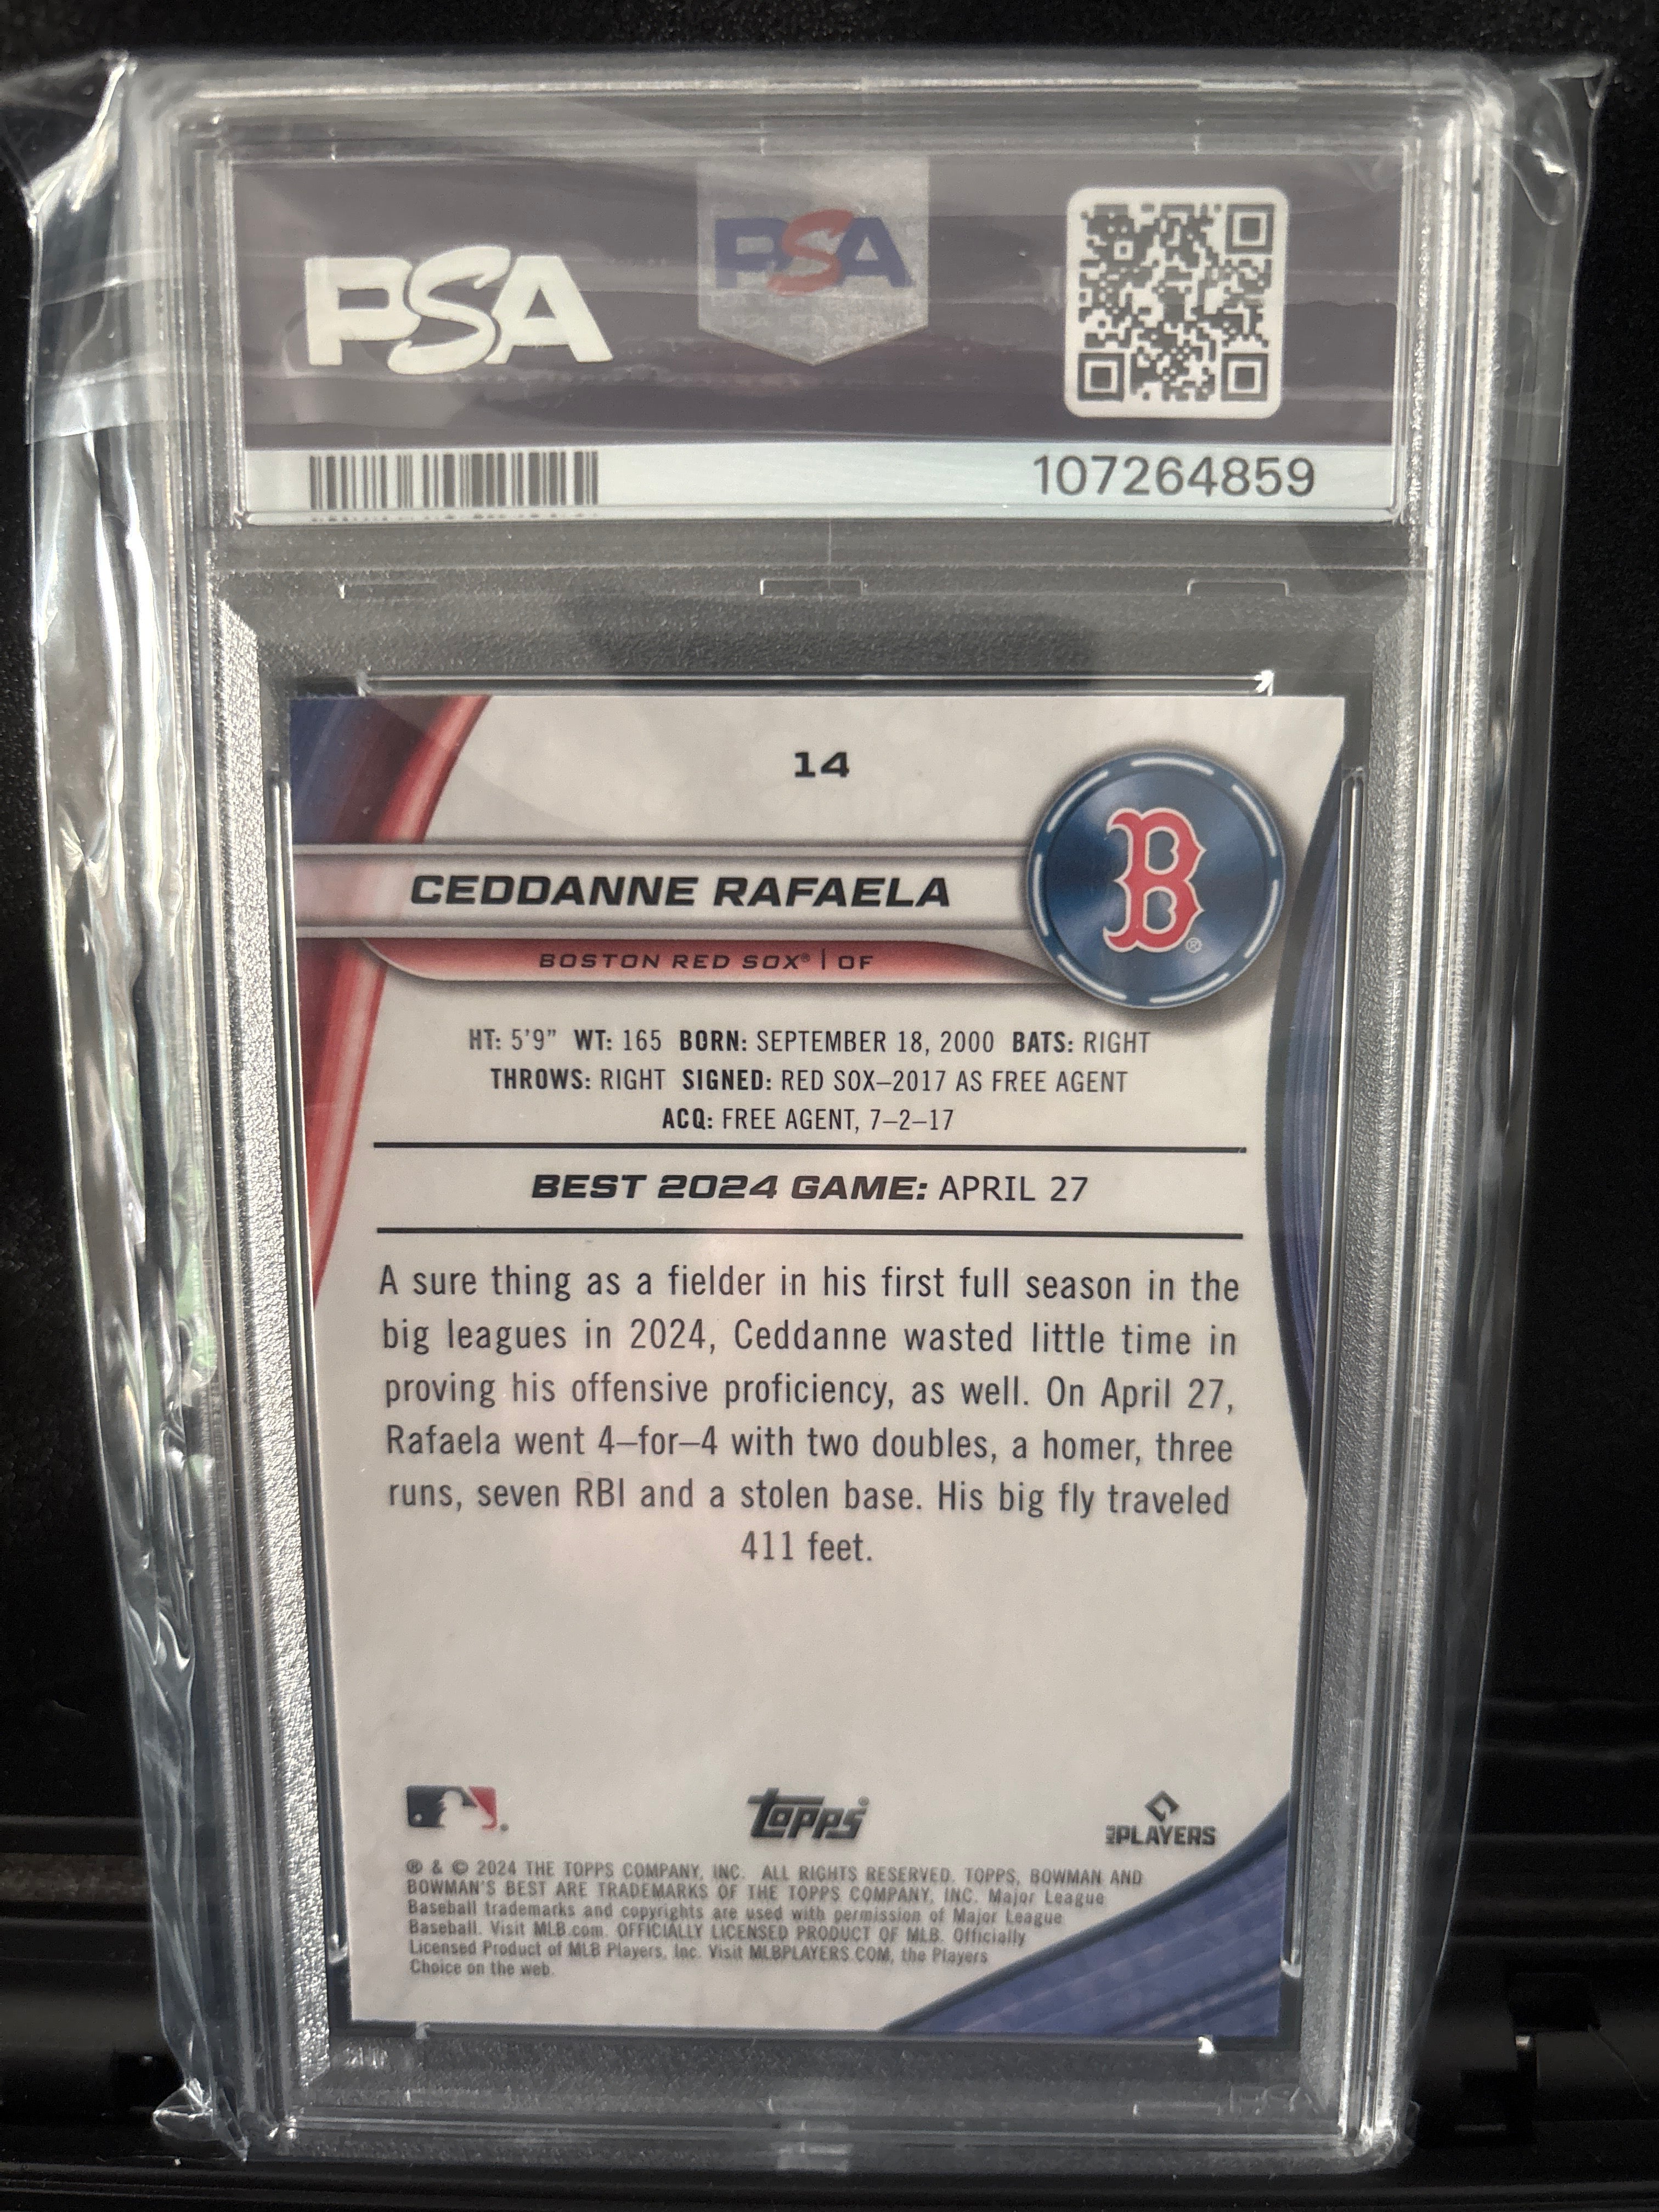 PSA
PSA
107264859
14
CEDDANNE RAFAELA
B
®
BOSTON RED SOX® | OF
HT: 5'9" WT: 165 BORN: SEPTEMBER 18, 2000 BATS: RIGHT
THROWS: RIGHT SIGNED: RED SOX–2017 AS FREE AGENT
ACQ: FREE AGENT, 7–2–17
BEST 2024 GAME: APRIL 27
A sure thing as a fielder in his first full season in the
big leagues in 2024, Ceddanne wasted little time in
proving his offensive proficiency, as well. On April 27,
Rafaela went 4–for–4 with two doubles, a homer, three
runs, seven RBI and a stolen base. His big fly traveled
411 feet.
topps
MLB PLAYERS
® & © 2024 THE TOPPS COMPANY, INC. ALL RIGHTS RESERVED. TOPPS, BOWMAN AND
BOWMAN'S BEST ARE TRADEMARKS OF THE TOPPS COMPANY, INC. Major League
Baseball trademarks and copyrights are used with permission of Major League
Baseball. Visit MLB.com. OFFICIALLY LICENSED PRODUCT OF MLB. Officially
Licensed Product of MLB Players, Inc. Visit MLBPLAYERS.COM, the Players
Choice on the web.
PSA